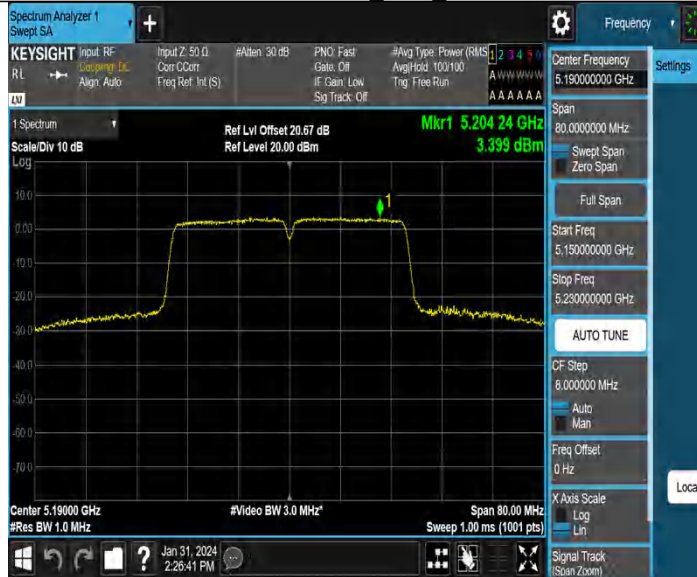 Spectrum Analyzer 1
Swept SA
+
Frequency
KEYSIGHT Input: RF Input Z: 50 Ω #Atten: 30 dB PNO: Fast #Avg Type: Power (RMS 1 2 3 4 5 6
RL Coupling: DC Corr CCorr Gate: Off Avg|Hold: 100/100 A W W W W W
Align: Auto Freq Ref: Int (S) IF Gain: Low Trig: Free Run
Sig Track: Off A A A A A A
LXI
1 Spectrum
Scale/Div 10 dB
Ref Lvl Offset 20.67 dB
Ref Level 20.00 dBm
Mkr1 5.204 24 GHz
3.399 dBm
Log
10.0
0.00
-10.0
-20.0
-30.0
-40.0
-50.0
-60.0
-70.0
1
Center 5.19000 GHz #Video BW 3.0 MHz* Span 80.00 MHz
#Res BW 1.0 MHz Sweep 1.00 ms (1001 pts)
?
Jan 31, 2024
2:26:41 PM
Center Frequency
5.190000000 GHz
Settings
Span
80.0000000 MHz
Swept Span
Zero Span
Full Span
Start Freq
5.150000000 GHz
Stop Freq
5.230000000 GHz
AUTO TUNE
CF Step
8.000000 MHz
Auto
Man
Freq Offset
0 Hz
Loca
X Axis Scale
Log
Lin
Signal Track
(Span Zoom)